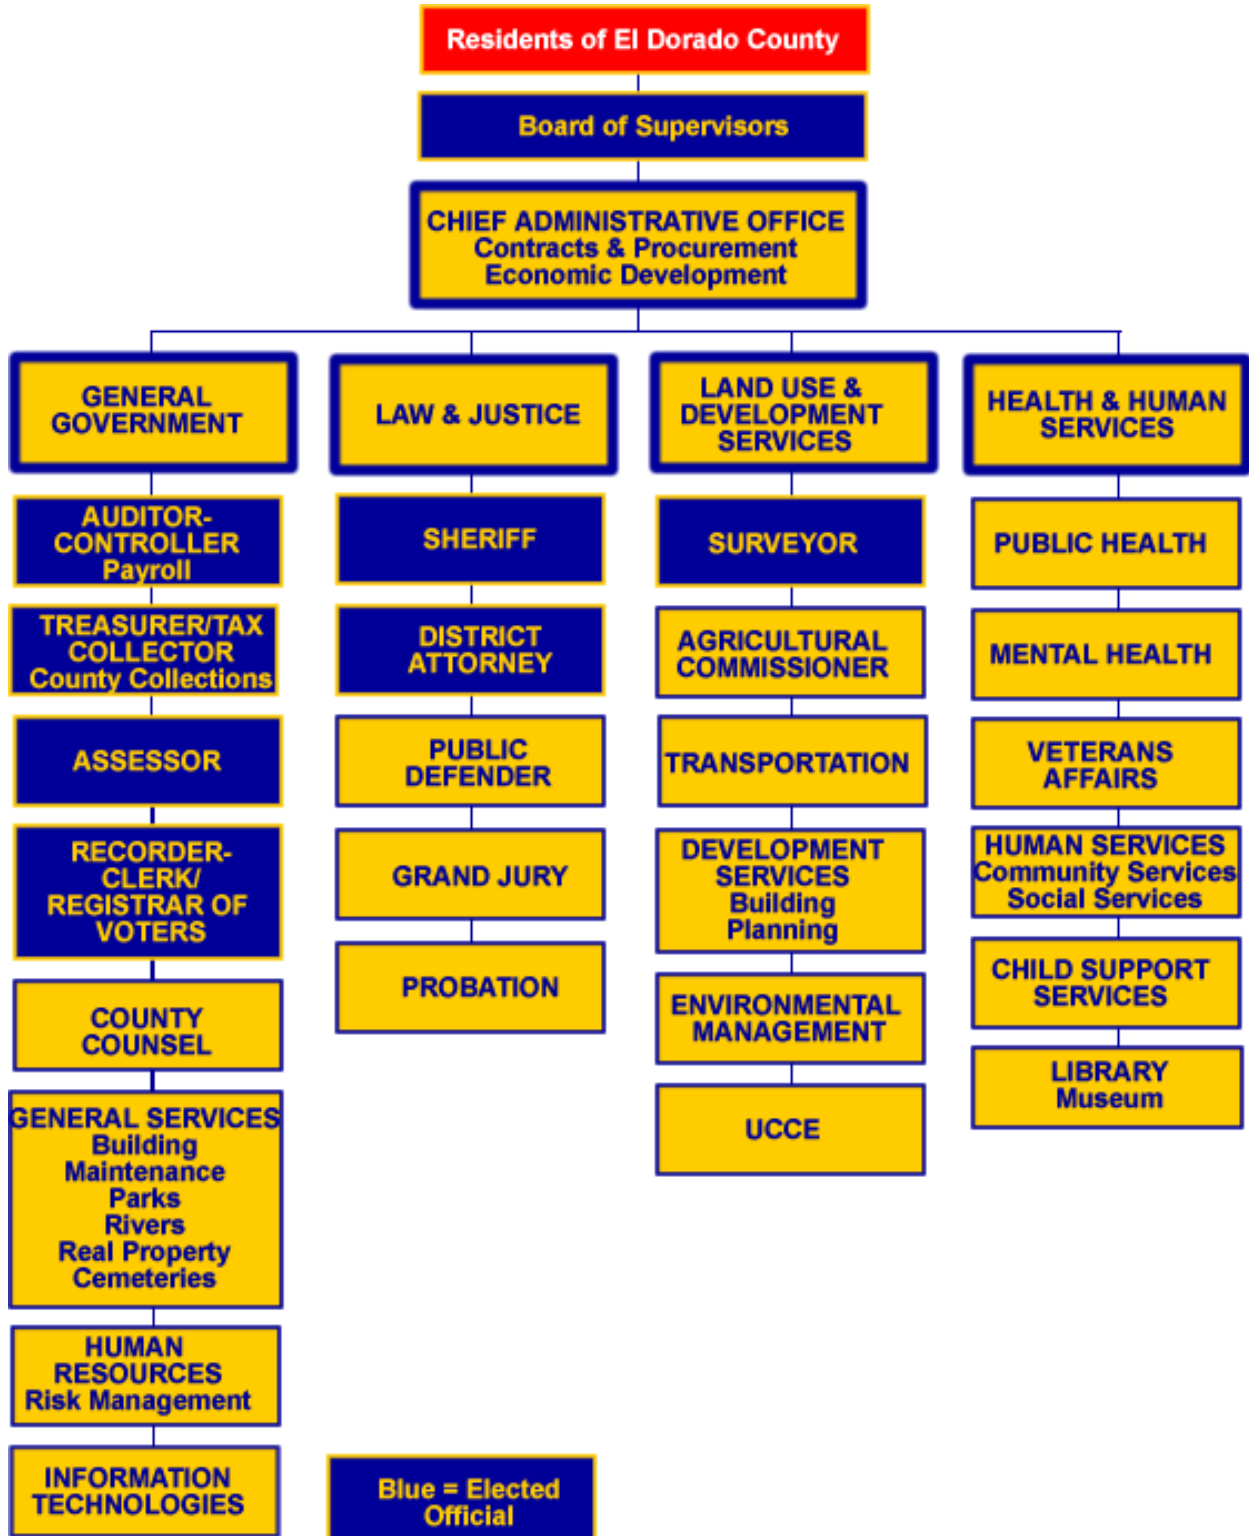 Residents of El Dorado County
Board of Supervisors
CHIEF ADMINISTRATIVE OFFICE
Contracts & Procurement
Economic Development
GENERAL
GOVERNMENT
AUDITOR-
CONTROLLER
Payroll
TREASURER/TAX
COLLECTOR
County Collections
ASSESSOR
RECORDER-
CLERK/
REGISTRAR OF
VOTERS
COUNTY
COUNSEL
GENERAL SERVICES
Building
Maintenance
Parks
Rivers
Real Property
Cemeteries
HUMAN
RESOURCES
Risk Management
INFORMATION
TECHNOLOGIES
LAW & JUSTICE
SHERIFF
DISTRICT
ATTORNEY
PUBLIC
DEFENDER
GRAND JURY
PROBATION
LAND USE &
DEVELOPMENT
SERVICES
SURVEYOR
AGRICULTURAL
COMMISSIONER
TRANSPORTATION
DEVELOPMENT
SERVICES
Building
Planning
ENVIRONMENTAL
MANAGEMENT
UCCE
HEALTH & HUMAN
SERVICES
PUBLIC HEALTH
MENTAL HEALTH
VETERANS
AFFAIRS
HUMAN SERVICES
Community Services
Social Services
CHILD SUPPORT
SERVICES
LIBRARY
Museum
Blue = Elected
Official